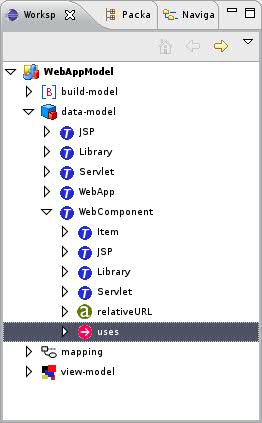 Worksp Packa Naviga
WebAppModel
[B] build-model
data-model
T JSP
T Library
T Servlet
T WebApp
T WebComponent
T Item
T JSP
T Library
T Servlet
a relativeURL
uses
mapping
view-model